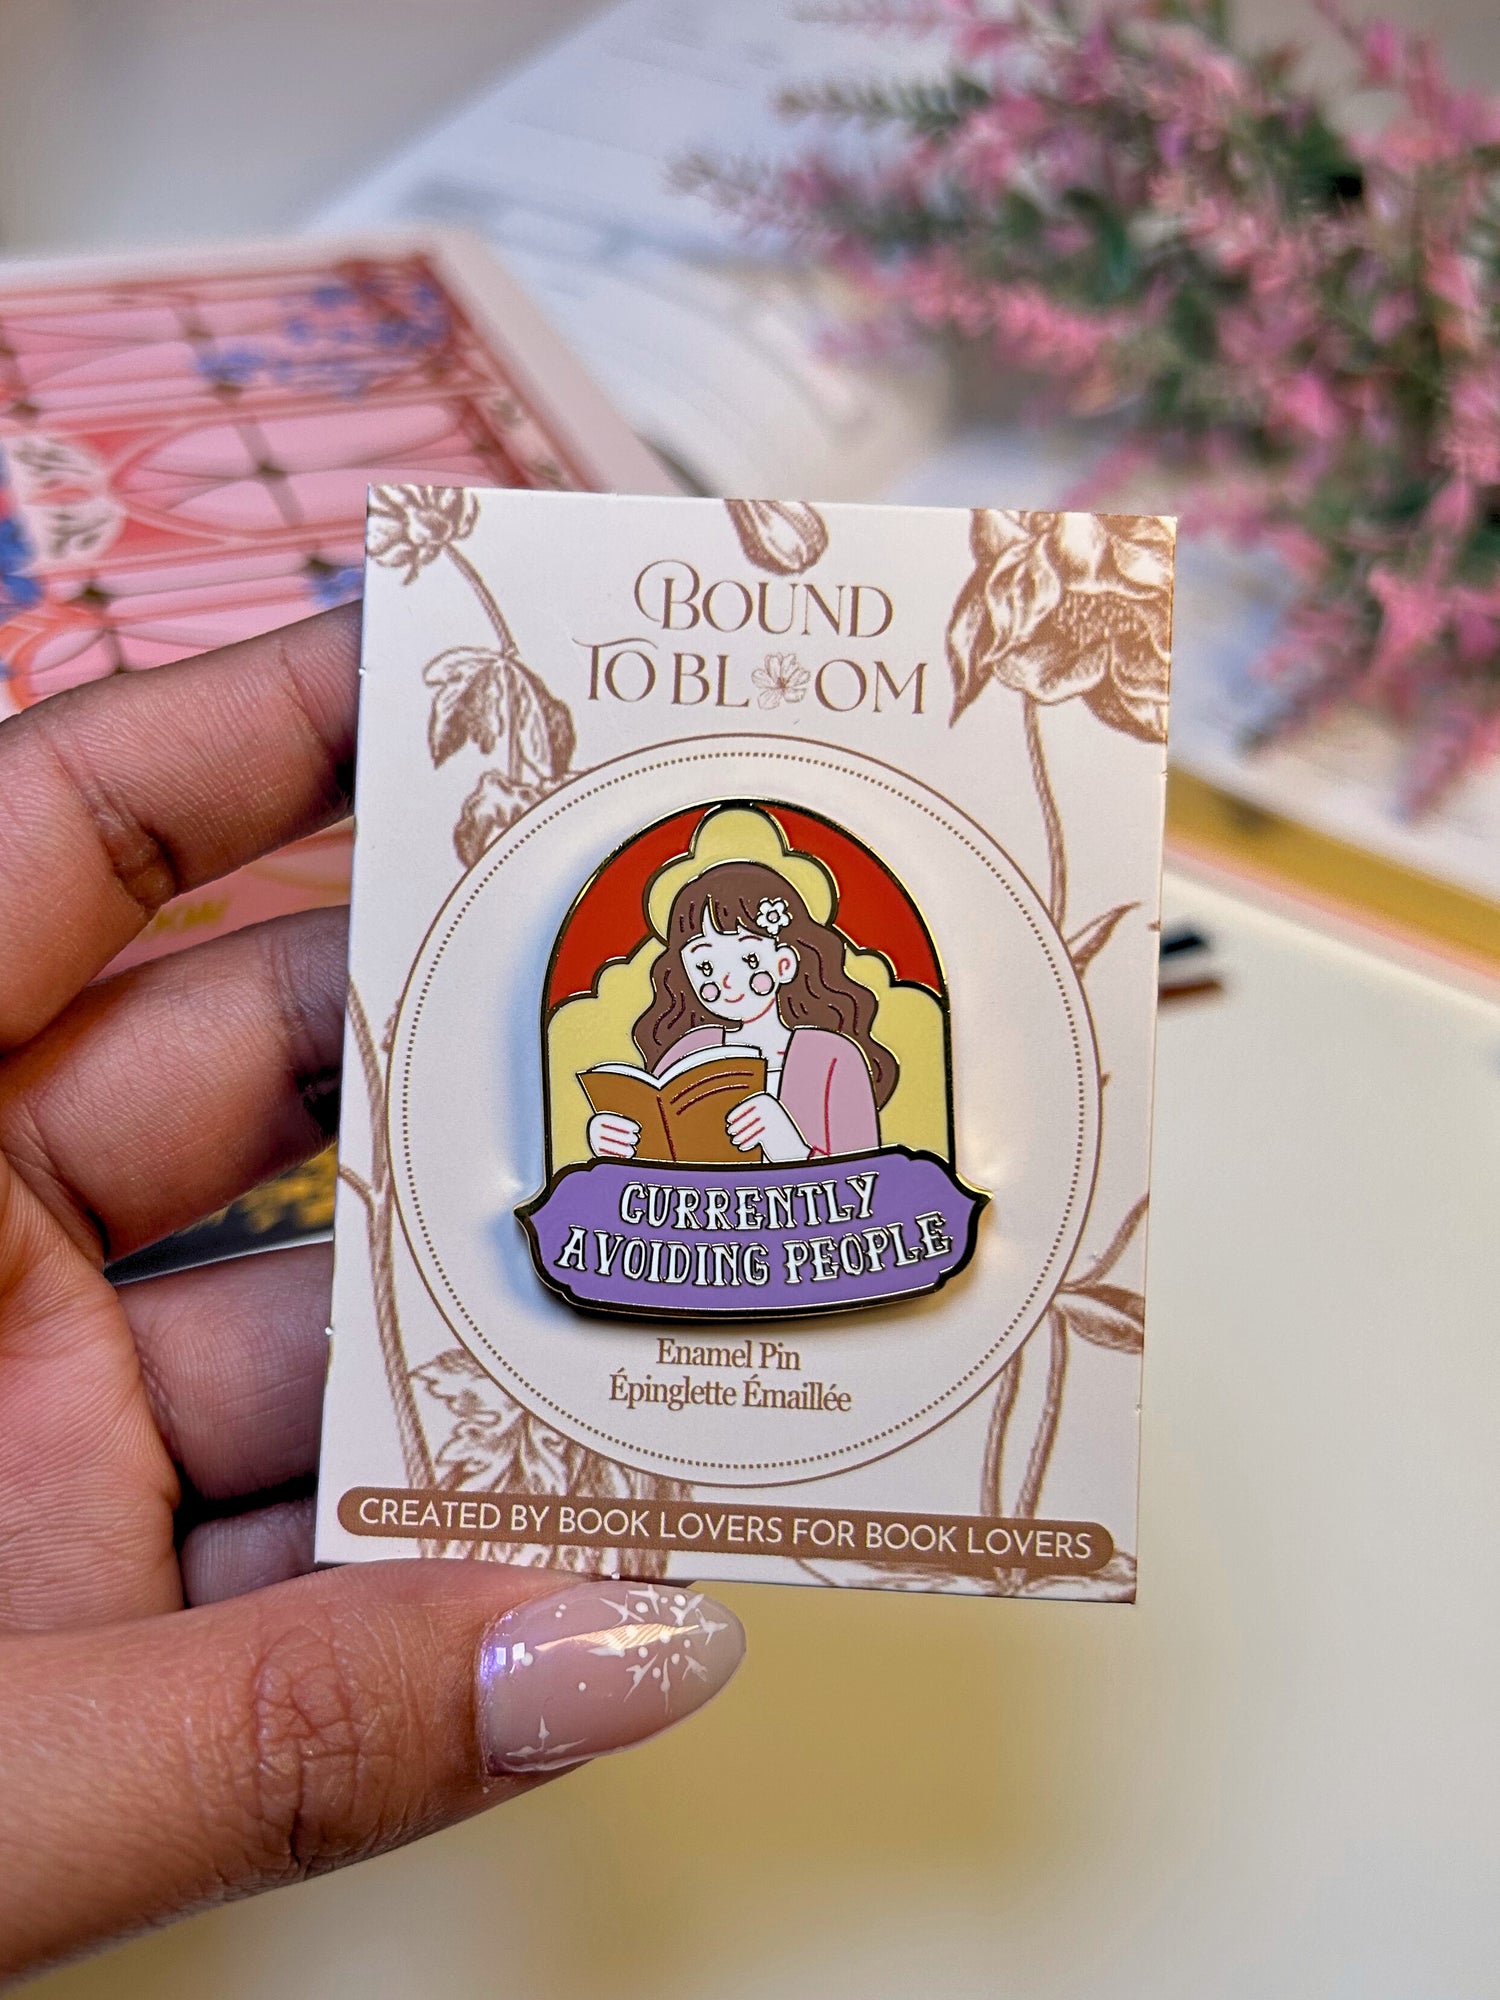 BOUND
TO BLOOM
CURRENTLY
AVOIDING PEOPLE
Enamel Pin
Épinglette Émaillée
CREATED BY BOOK LOVERS FOR BOOK LOVERS